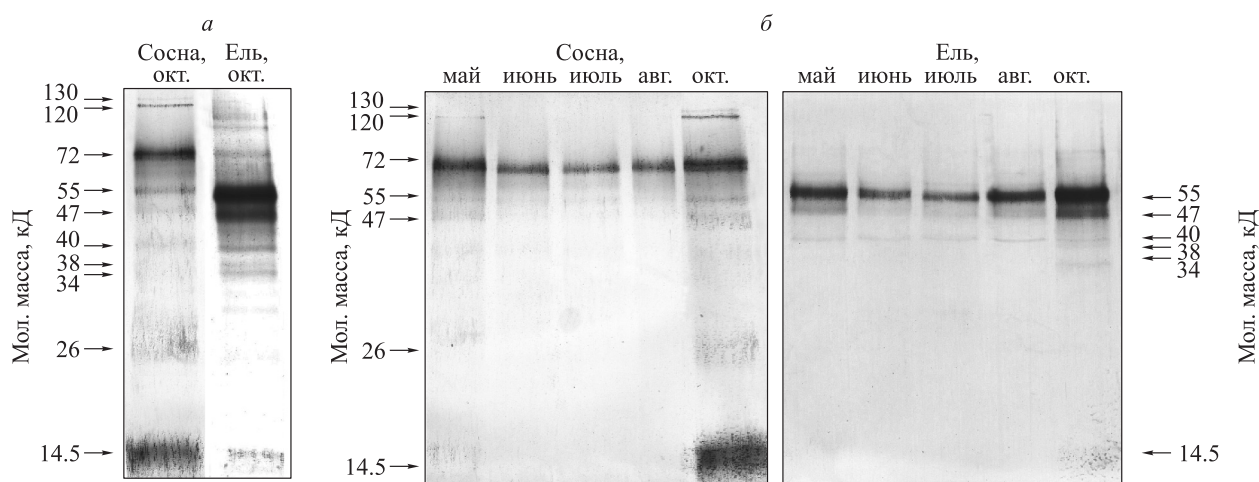 а
Сосна, окт.
Ель, окт.
Мол. масса, кД
130
120
72
55
47
40
38
34
26
14.5
б
Сосна,
май июнь июль авг. окт.
Мол. масса, кД
130
120
72
55
47
26
14.5
Ель,
май июнь июль авг. окт.
55
47
40
38
34
14.5
Мол. масса, кД